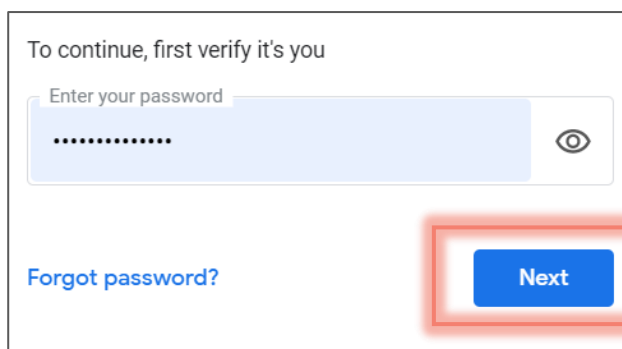 To continue, first verify it's you
Enter your password
••••••••••••••
Forgot password?
Next